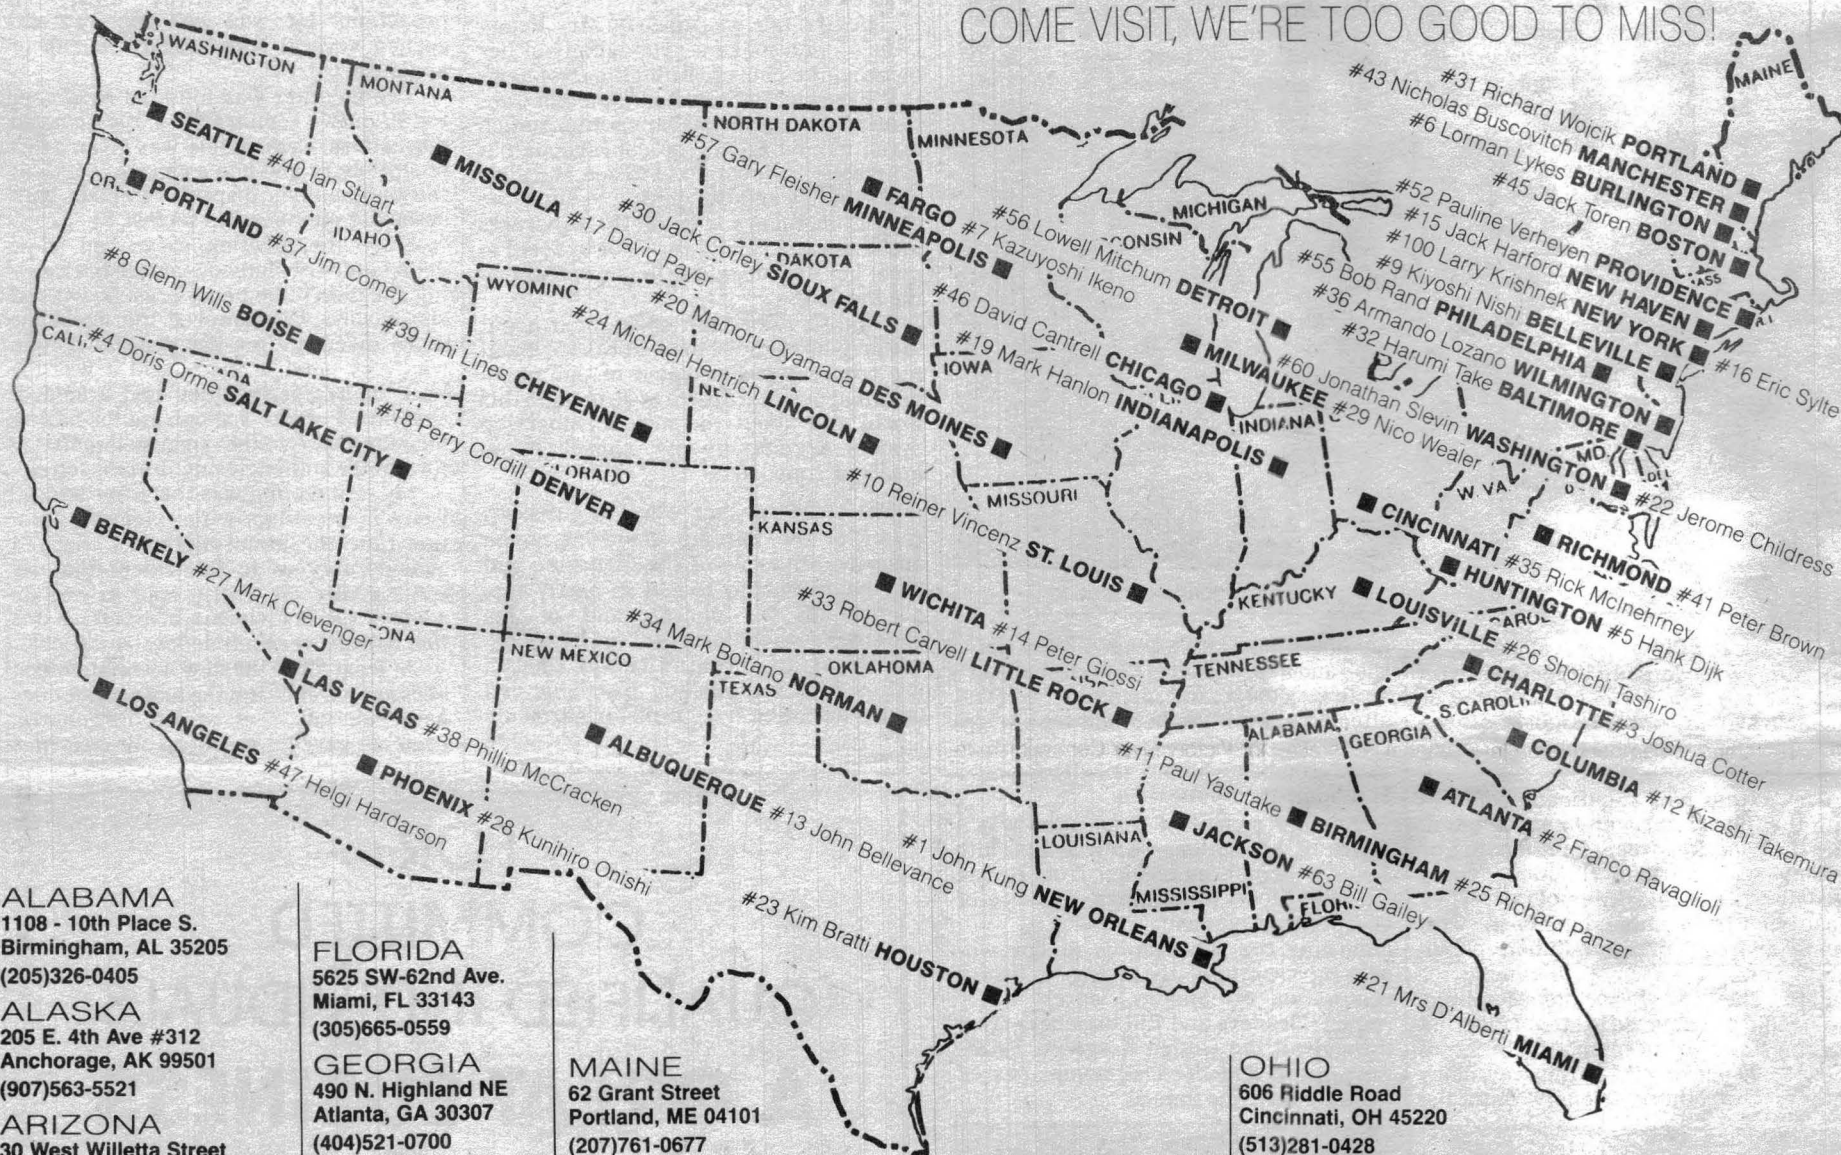 COME VISIT, WE'RE TOO GOOD TO MISS!
WASHINGTON
MONTANA
NORTH DAKOTA
MINNESOTA
MICHIGAN
MAINE
IDAHO
DAKOTA
WYOMING
IOWA
INDIANA
MISSOURI
KANSAS
W. VA.
MD.
KENTUCKY
NEW MEXICO
TEXAS
OKLAHOMA
TENNESSEE
ALABAMA
GEORGIA
LOUISIANA
MISSISSIPPI
SEATTLE #40 Ian Stuart
PORTLAND #37 Jim Comey
#8 Glenn Wills BOISE
#4 Doris Orme SALT LAKE CITY
MISSOULA #17 David Payer
#39 Irmi Lines CHEYENNE
#18 Perry Cordill DENVER
#30 Jack Corley SIOUX FALLS
#24 Michael Hentrich LINCOLN
#20 Mamoru Oyamada DES MOINES
#57 Gary Fleisher MINNEAPOLIS
FARGO #7 Kazuyoshi Ikeno
#56 Lowell Mitchum DETROIT
#46 David Cantrell CHICAGO
#19 Mark Hanlon INDIANAPOLIS
MILWAUKEE #29 Nico Wealer
#60 Jonathan Slevin WASHINGTON #22 Jerome Childress
#31 Richard Wojcik PORTLAND
#43 Nicholas Buscovitch MANCHESTER
#6 Lorman Lykes BURLINGTON
#45 Jack Toren BOSTON
#52 Pauline Verheyen PROVIDENCE
#15 Jack Harford NEW HAVEN
#100 Larry Krishnek NEW YORK #16 Eric Sylte
#9 Kiyoshi Nishi BELLEVILLE
#55 Bob Rand PHILADELPHIA
#36 Armando Lozano WILMINGTON
#32 Harumi Take BALTIMORE
#10 Reiner Vincenz ST. LOUIS
CINCINNATI #35 Rick McInehrney
RICHMOND #41 Peter Brown
HUNTINGTON #5 Hank Dijk
LOUISVILLE #26 Shoichi Tashiro
CHARLOTTE #3 Joshua Cotter
COLUMBIA #12 Kizashi Takemura
ATLANTA #2 Franco Ravaglioli
BERKELY #27 Mark Clevenger
LAS VEGAS #38 Phillip McCracken
LOS ANGELES #47 Helgi Hardarson
PHOENIX #28 Kunihiro Onishi
ALBUQUERQUE #13 John Bellevance
#34 Mark Boitano NORMAN
WICHITA #14 Peter Giossi
#33 Robert Carvell LITTLE ROCK
#11 Paul Yasutake BIRMINGHAM #25 Richard Panzer
JACKSON #63 Bill Gailey
#1 John Kung NEW ORLEANS
#23 Kim Bratti HOUSTON
#21 Mrs D'Alberti MIAMI
ALABAMA
1108 - 10th Place S.
Birmingham, AL 35205
(205)326-0405
ALASKA
205 E. 4th Ave #312
Anchorage, AK 99501
(907)563-5521
ARIZONA
30 West Willetta Street
FLORIDA
5625 SW-62nd Ave.
Miami, FL 33143
(305)665-0559
GEORGIA
490 N. Highland NE
Atlanta, GA 30307
(404)521-0700
MAINE
62 Grant Street
Portland, ME 04101
(207)761-0677
OHIO
606 Riddle Road
Cincinnati, OH 45220
(513)281-0428